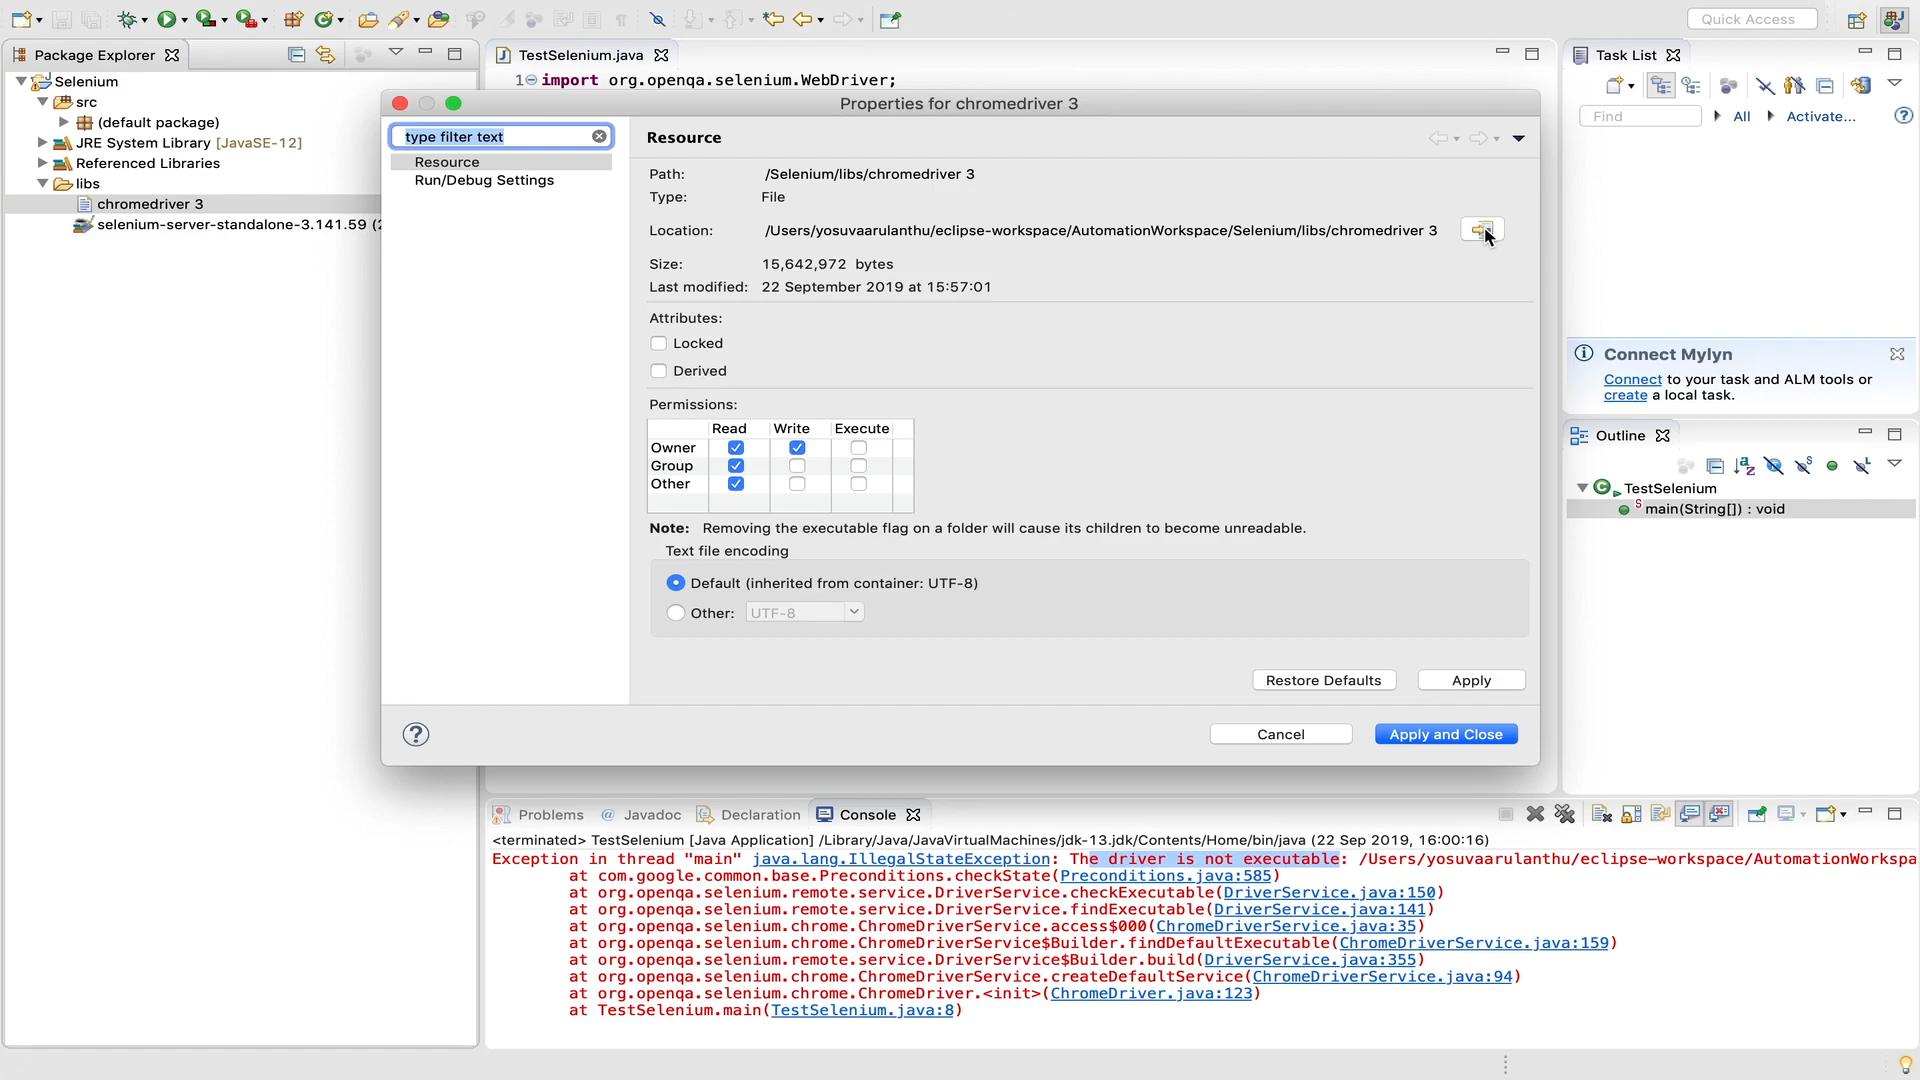 Quick Access
Package Explorer
TestSelenium.java
Task List
Selenium
1 import org.openqa.selenium.WebDriver;
src
(default package)
JRE System Library [JavaSE-12]
Referenced Libraries
libs
chromedriver 3
selenium-server-standalone-3.141.59 (2
Properties for chromedriver 3
type filter text
Resource
Run/Debug Settings
Resource
Path: /Selenium/libs/chromedriver 3
Type: File
Location: /Users/yosuvaarulanthu/eclipse-workspace/AutomationWorkspace/Selenium/libs/chromedriver 3
Size: 15,642,972 bytes
Last modified: 22 September 2019 at 15:57:01
Attributes:
Locked
Derived
Permissions:
Read Write Execute
Owner
Group
Other
Note: Removing the executable flag on a folder will cause its children to become unreadable.
Text file encoding
Default (inherited from container: UTF-8)
Other: UTF-8
Restore Defaults Apply
? Cancel Apply and Close
Find All Activate... ?
Connect Mylyn
Connect to your task and ALM tools or
create a local task.
Outline
TestSelenium
S main(String[]) : void
Problems @ Javadoc Declaration Console
<terminated> TestSelenium [Java Application] /Library/Java/JavaVirtualMachines/jdk-13.jdk/Contents/Home/bin/java (22 Sep 2019, 16:00:16)
Exception in thread "main" java.lang.IllegalStateException: The driver is not executable: /Users/yosuvaarulanthu/eclipse-workspace/AutomationWorkspa
at com.google.common.base.Preconditions.checkState(Preconditions.java:585)
at org.openqa.selenium.remote.service.DriverService.checkExecutable(DriverService.java:150)
at org.openqa.selenium.remote.service.DriverService.findExecutable(DriverService.java:141)
at org.openqa.selenium.chrome.ChromeDriverService.access$000(ChromeDriverService.java:35)
at org.openqa.selenium.chrome.ChromeDriverService$Builder.findDefaultExecutable(ChromeDriverService.java:159)
at org.openqa.selenium.remote.service.DriverService$Builder.build(DriverService.java:355)
at org.openqa.selenium.chrome.ChromeDriverService.createDefaultService(ChromeDriverService.java:94)
at org.openqa.selenium.chrome.ChromeDriver.<init>(ChromeDriver.java:123)
at TestSelenium.main(TestSelenium.java:8)